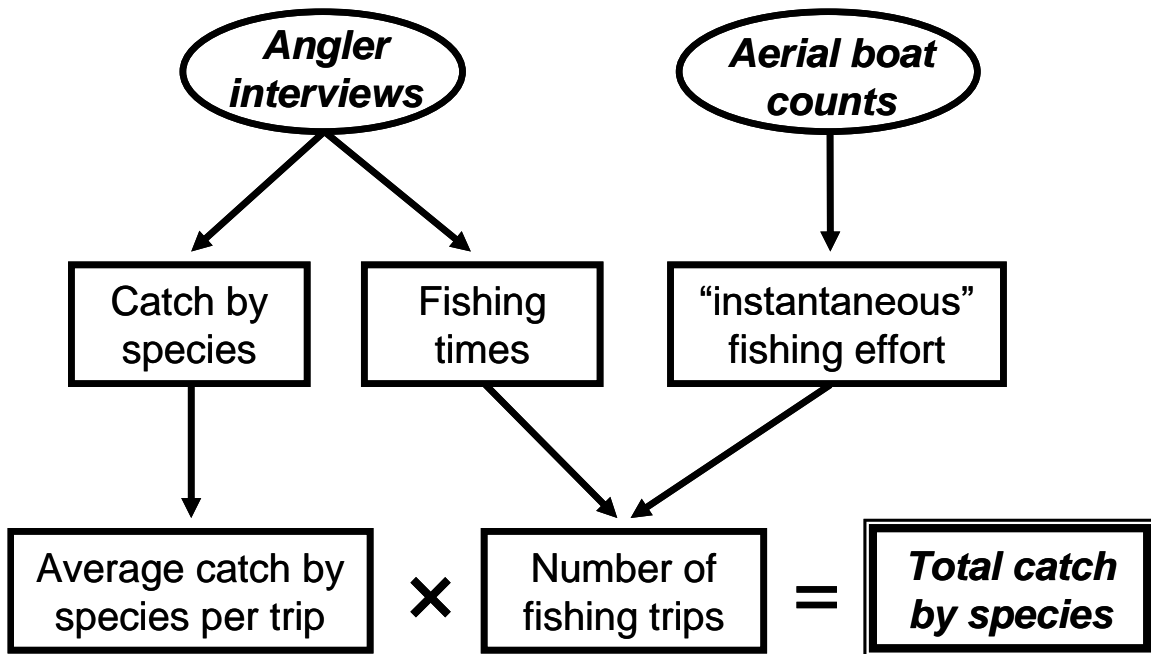 Angler
interviews
Aerial boat
counts
Catch by
species
Fishing
times
“instantaneous”
fishing effort
Average catch by
species per trip
×
Number of
fishing trips
=
Total catch
by species